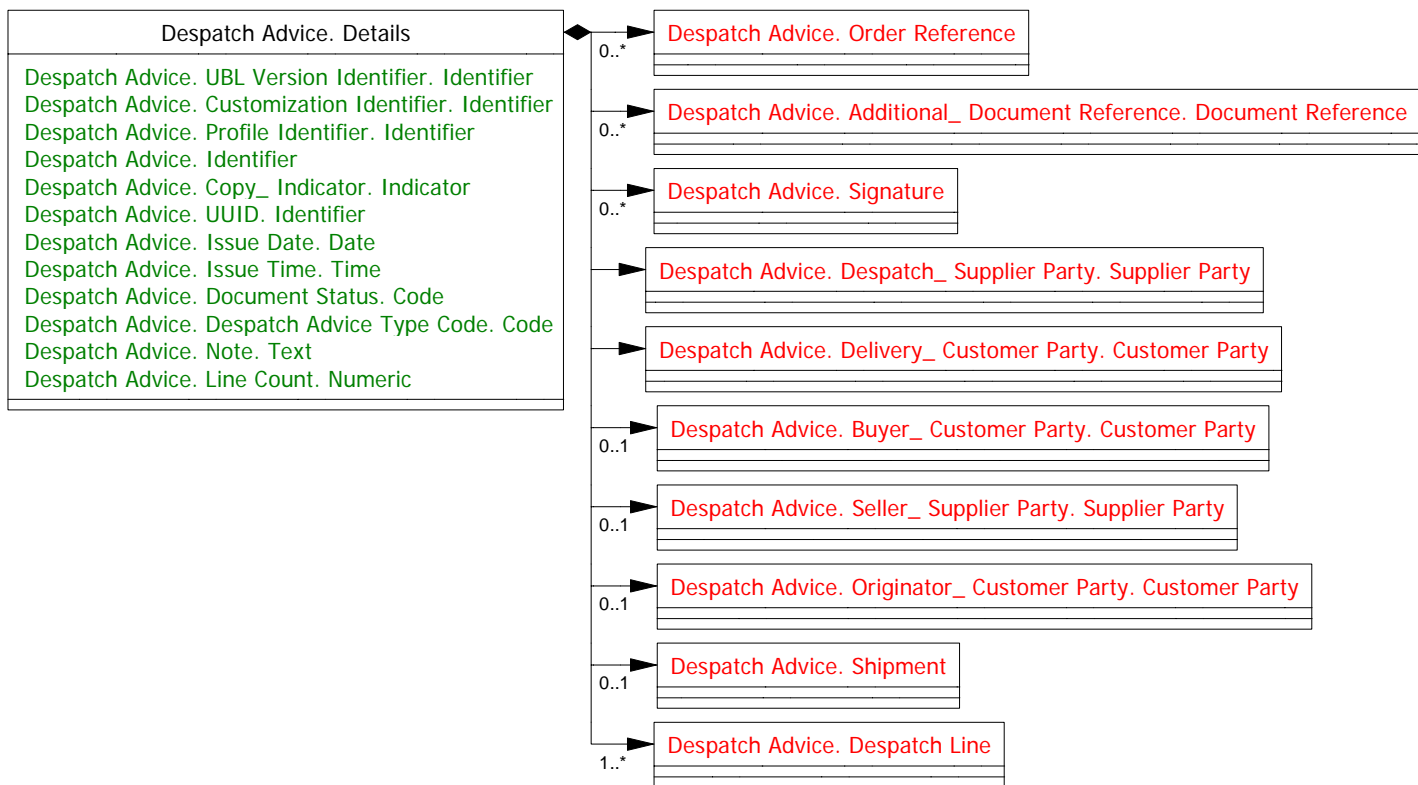 Despatch Advice. Details
Despatch Advice. UBL Version Identifier. Identifier
Despatch Advice. Customization Identifier. Identifier
Despatch Advice. Profile Identifier. Identifier
Despatch Advice. Identifier
Despatch Advice. Copy_ Indicator. Indicator
Despatch Advice. UUID. Identifier
Despatch Advice. Issue Date. Date
Despatch Advice. Issue Time. Time
Despatch Advice. Document Status. Code
Despatch Advice. Despatch Advice Type Code. Code
Despatch Advice. Note. Text
Despatch Advice. Line Count. Numeric
Despatch Advice. Order Reference
0..*
Despatch Advice. Additional_ Document Reference. Document Reference
0..*
Despatch Advice. Signature
0..*
Despatch Advice. Despatch_ Supplier Party. Supplier Party
Despatch Advice. Delivery_ Customer Party. Customer Party
Despatch Advice. Buyer_ Customer Party. Customer Party
0..1
Despatch Advice. Seller_ Supplier Party. Supplier Party
0..1
Despatch Advice. Originator_ Customer Party. Customer Party
0..1
Despatch Advice. Shipment
0..1
Despatch Advice. Despatch Line
1..*